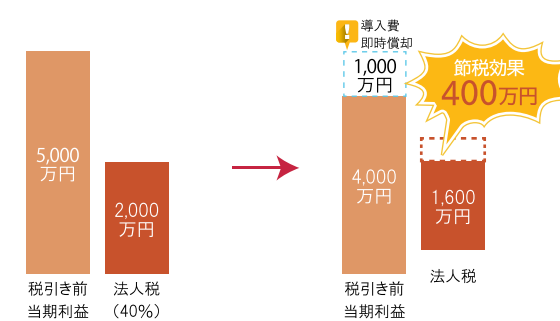 導入費
即時償却
1,000
万円
節税効果
400万円
5,000
万円
2,000
万円
4,000
万円
1,600
万円
税引き前
当期利益
法人税
（40%）
税引き前
当期利益
法人税